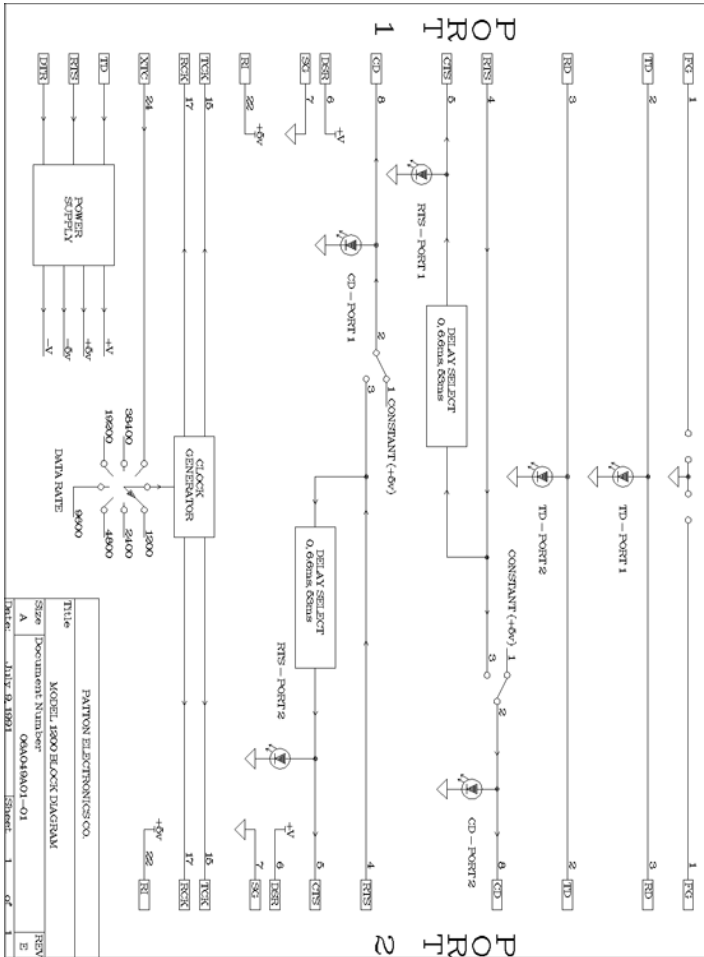 PORT 1
PORT 2
FG 1
1 FG
TD 2
TD-PORT 1
3 RD
RD 3
TD-PORT 2
2 TD
RTS 4
CONSTANT (+5v) 1
3
2
CD-PORT 2
8 CD
CTS 5
RTS-PORT 1
DELAY SELECT
0, 6.6ms, 53ms
CD 8
CD-PORT 1
2
1 CONSTANT (+5v)
3
4 RTS
DELAY SELECT
0, 6.6ms, 53ms
RTS-PORT 2
5 CTS
DSR 6 +V
SG 7
+V 6 DSR
7 SG
RI 22 +5v
TCK 15
RCK 17
CLOCK
GENERATOR
15 TCK
17 RCK
XTC 24
+5v 22 RI
38400
19200
1200
2400
4800
9600
DATA RATE
TD
RTS
DTR
POWER
SUPPLY
+V
+5v
-5v
-V
PATTON ELECTRONICS CO.
Title
MODEL 1200 BLOCK DIAGRAM
Size
A
Document Number
06A049A01-01
REV
E
Date: July 9, 1991
Sheet 1 of 1